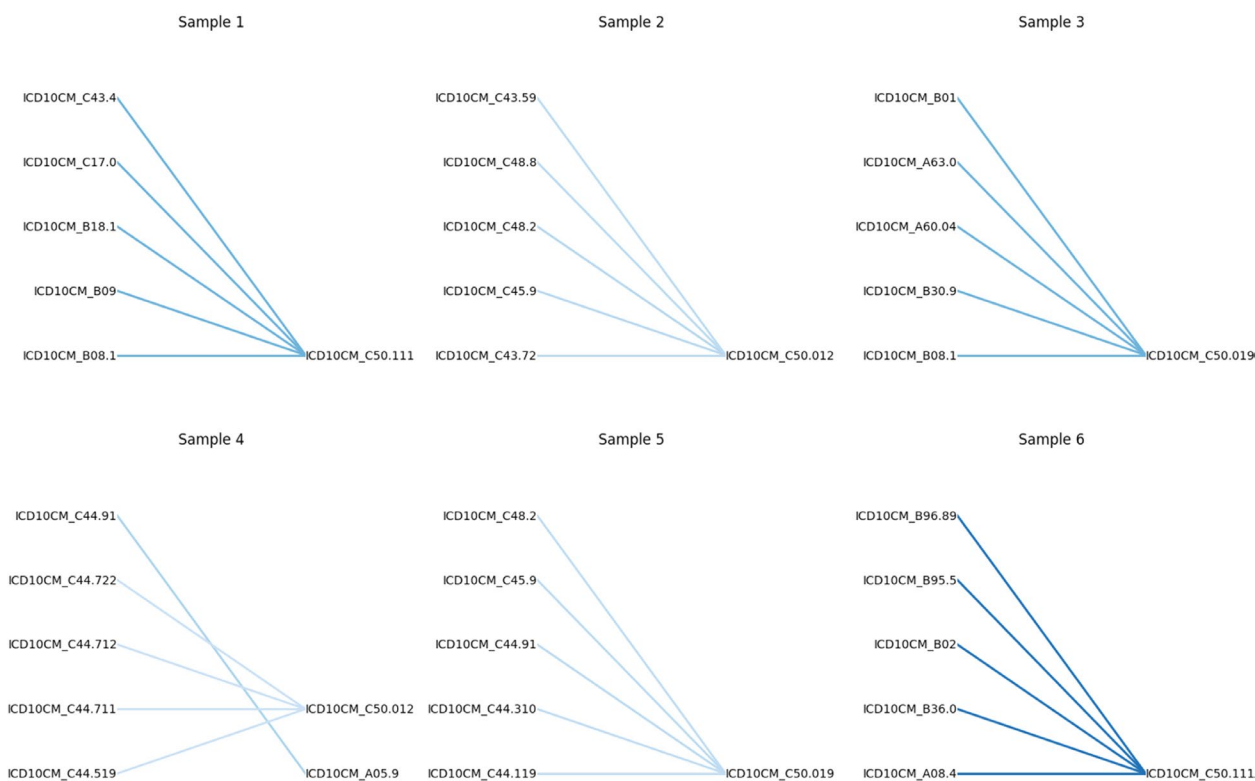 Sample 1
ICD10CM_C43.4
ICD10CM_C17.0
ICD10CM_B18.1
ICD10CM_B09
ICD10CM_B08.1
ICD10CM_C50.111
Sample 2
ICD10CM_C43.59
ICD10CM_C48.8
ICD10CM_C48.2
ICD10CM_C45.9
ICD10CM_C43.72
ICD10CM_C50.012
Sample 3
ICD10CM_B01
ICD10CM_A63.0
ICD10CM_A60.04
ICD10CM_B30.9
ICD10CM_B08.1
ICD10CM_C50.019
Sample 4
ICD10CM_C44.91
ICD10CM_C44.722
ICD10CM_C44.712
ICD10CM_C44.711
ICD10CM_C50.012
ICD10CM_C44.519
ICD10CM_A05.9
Sample 5
ICD10CM_C48.2
ICD10CM_C45.9
ICD10CM_C44.91
ICD10CM_C44.310
ICD10CM_C44.119
ICD10CM_C50.019
Sample 6
ICD10CM_B96.89
ICD10CM_B95.5
ICD10CM_B02
ICD10CM_B36.0
ICD10CM_A08.4
ICD10CM_C50.111